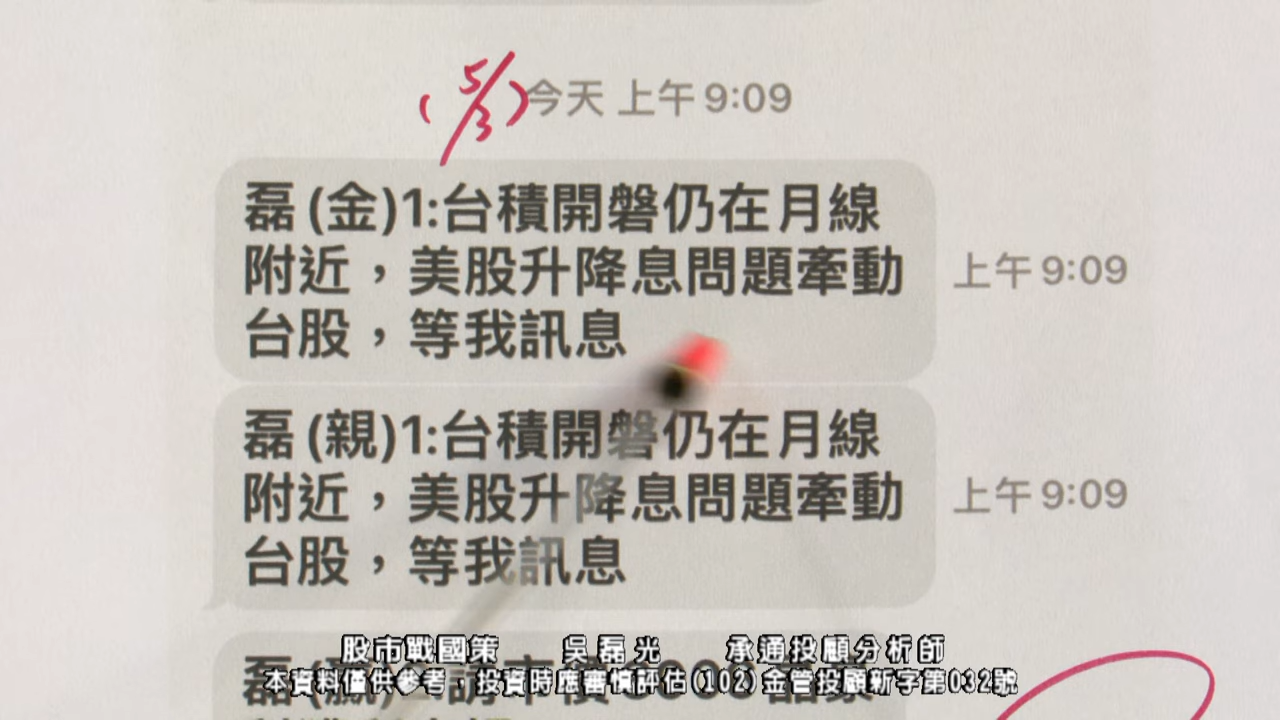 (5/3)今天 上午9:09
磊(金)1:台積開磐仍在月線
附近，美股升降息問題牽動
台股，等我訊息
上午9:09
磊(親)1:台積開磐仍在月線
附近，美股升降息問題牽動
台股，等我訊息
上午9:09
股市戰國策 吳磊光 承通投顧分析師
本資料僅供參考，投資時應審慎評估(102)金管投顧新字第032號